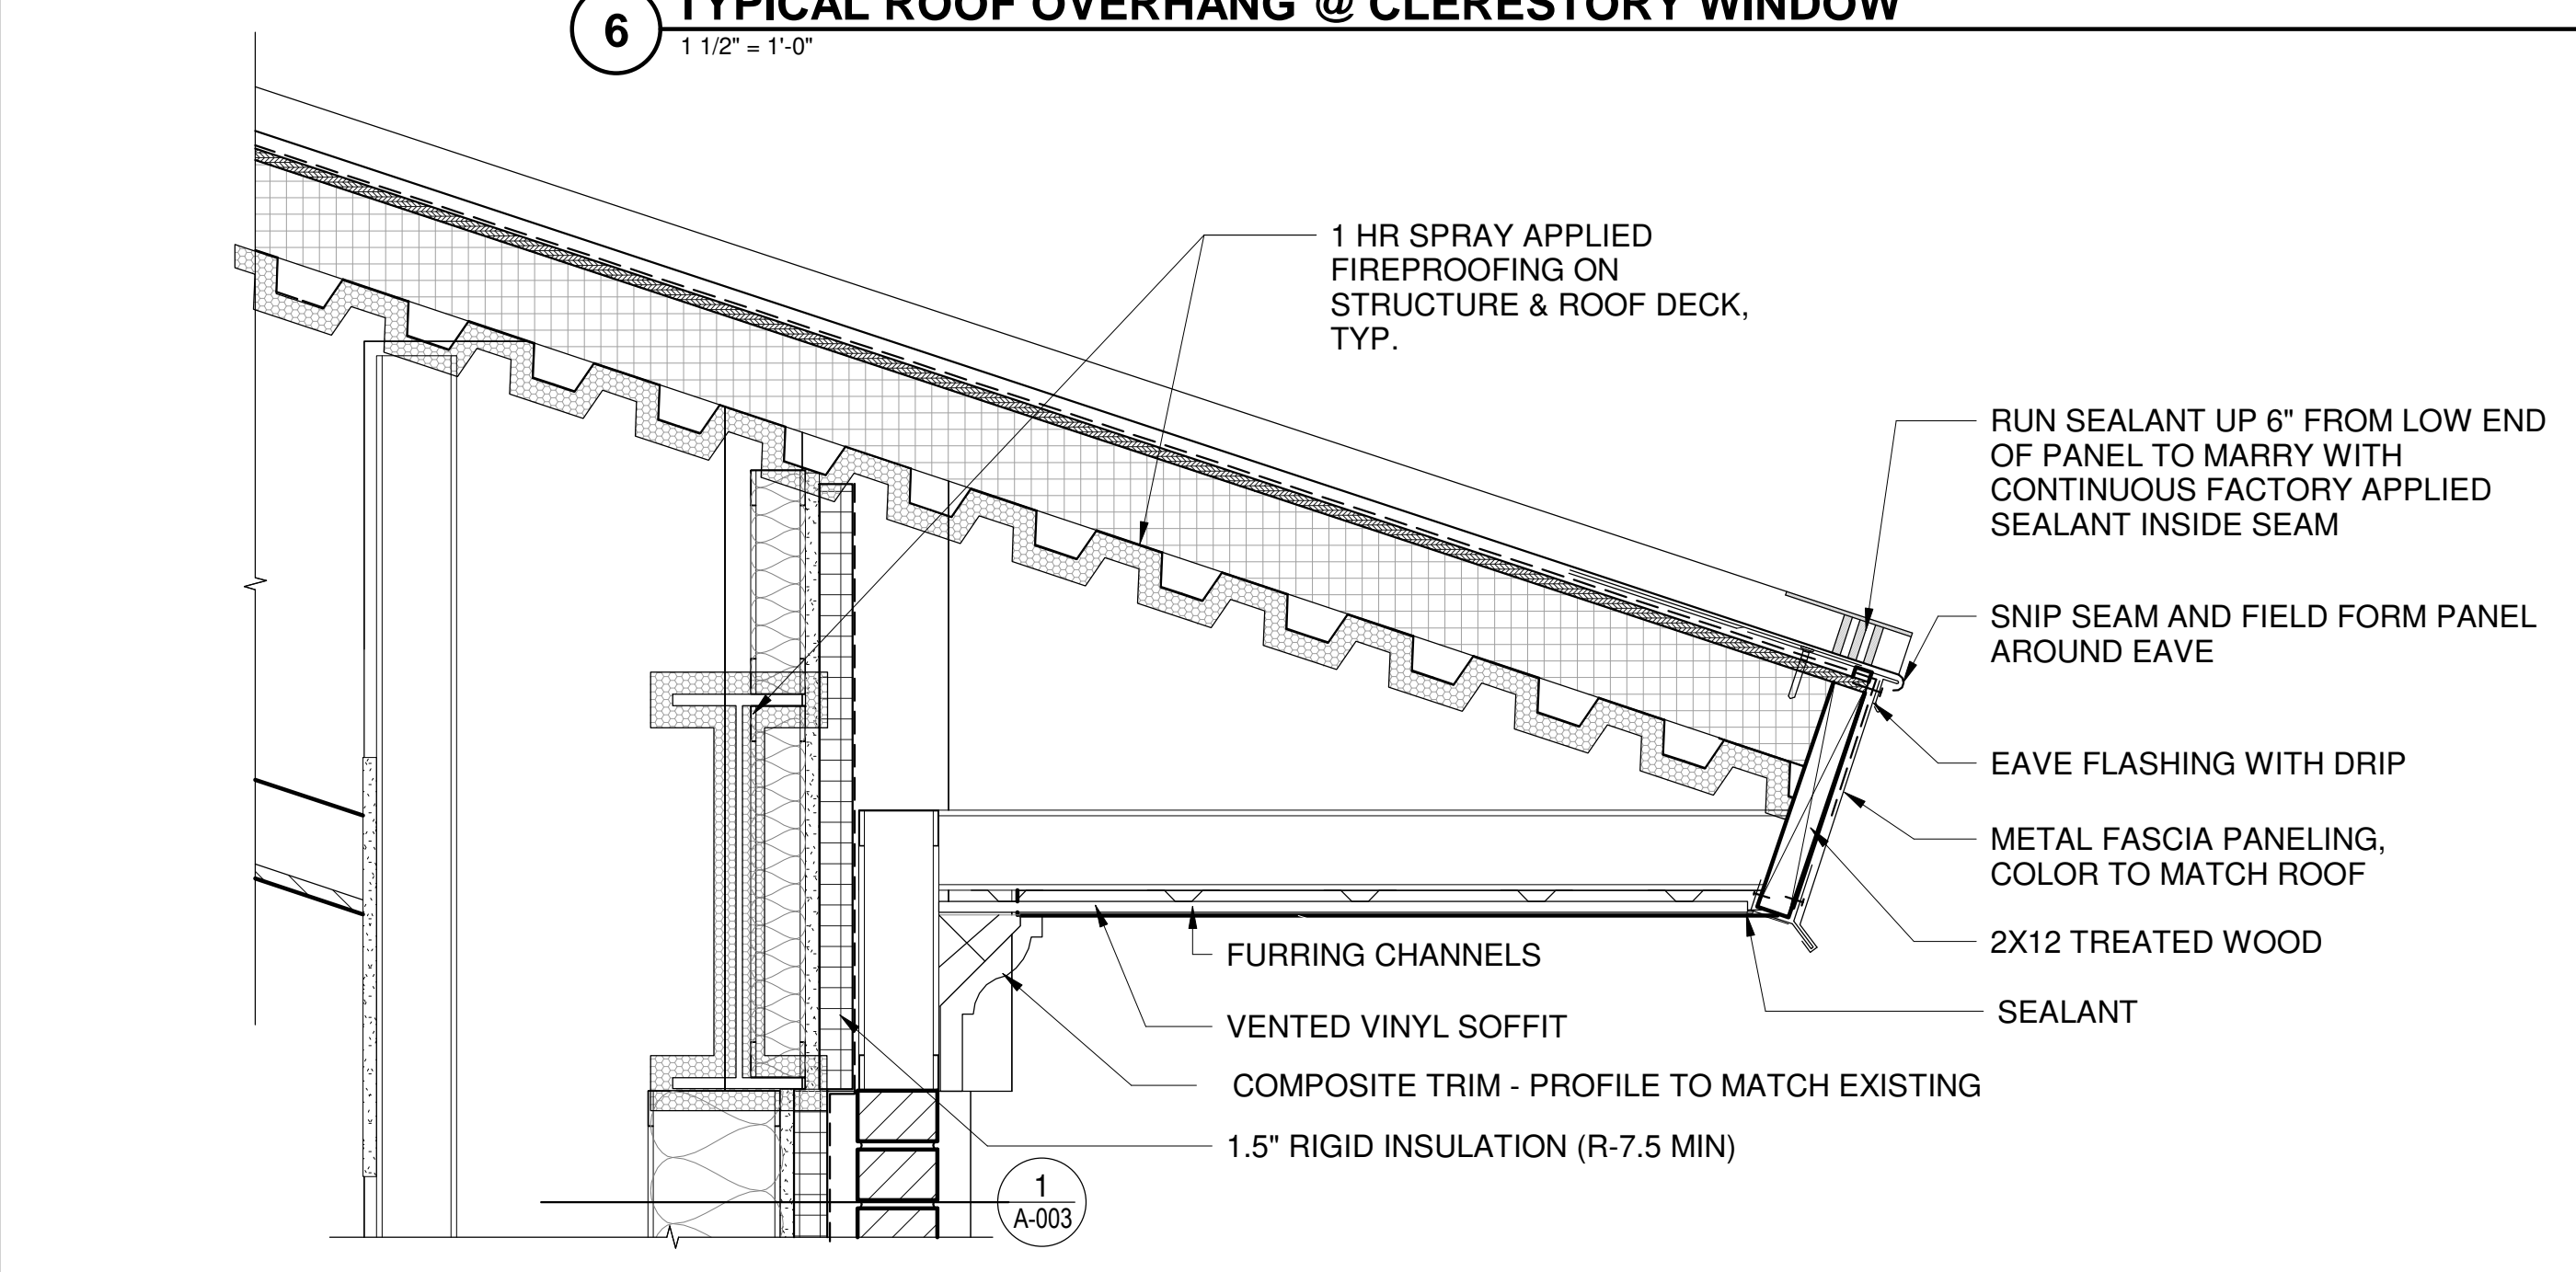 TYPICAL ROOF OVERHANG @ CLERESTORY WINDOW
6
1 1/2" = 1'-0"
1 HR SPRAY APPLIED
FIREPROOFING ON
STRUCTURE & ROOF DECK,
TYP.
RUN SEALANT UP 6" FROM LOW END
OF PANEL TO MARRY WITH
CONTINUOUS FACTORY APPLIED
SEALANT INSIDE SEAM
SNIP SEAM AND FIELD FORM PANEL
AROUND EAVE
EAVE FLASHING WITH DRIP
METAL FASCIA PANELING,
COLOR TO MATCH ROOF
2X12 TREATED WOOD
SEALANT
FURRING CHANNELS
VENTED VINYL SOFFIT
COMPOSITE TRIM - PROFILE TO MATCH EXISTING
1.5" RIGID INSULATION (R-7.5 MIN)
1
A-003